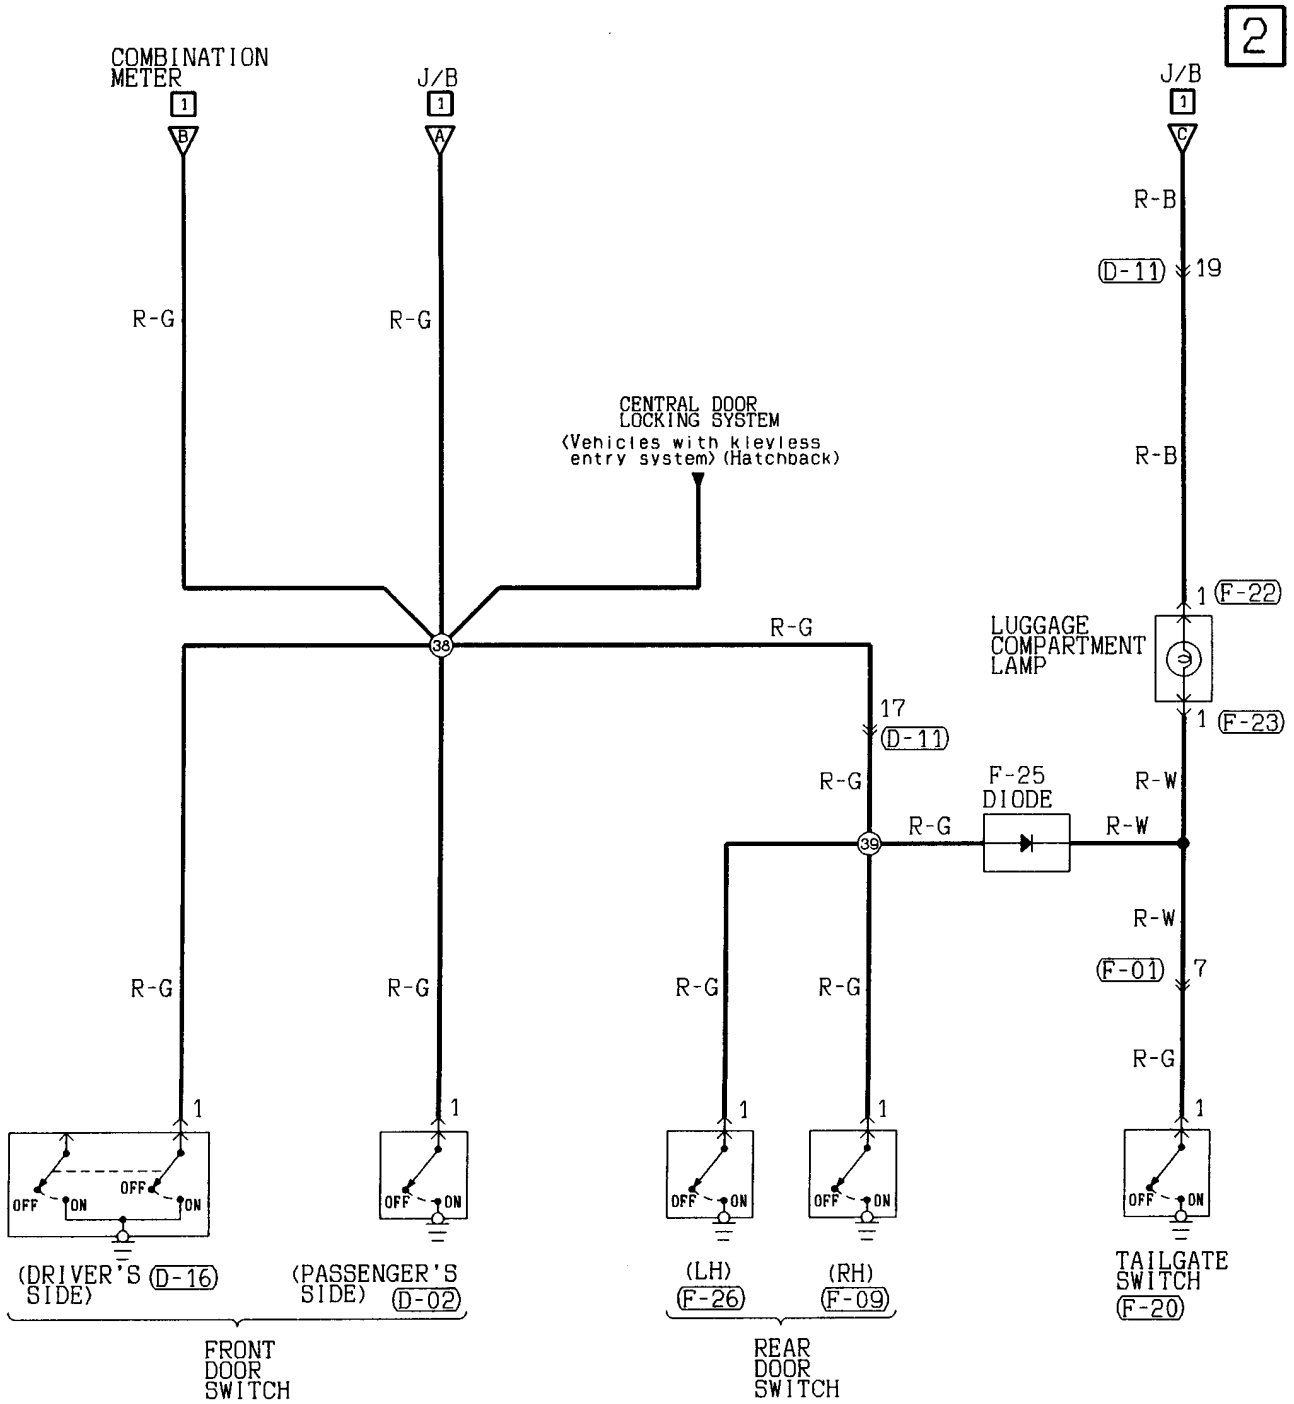 2
COMBINATION
METER
1
B
J/B
1
A
J/B
1
C
R-B
D-11
19
R-G
R-G
CENTRAL DOOR
LOCKING SYSTEM
<Vehicles with kleyless
entry system>(Hatchback)
R-B
1
F-22
LUGGAGE
COMPARTMENT
LAMP
38
R-G
17
D-11
1
F-23
R-G
F-25
DIODE
R-W
39
R-G
R-W
R-W
F-01
7
R-G
R-G
R-G
R-G
R-G
1
1
1
1
1
OFF
ON
OFF
ON
OFF
ON
OFF
ON
OFF
ON
OFF
ON
(DRIVER'S
SIDE)
D-16
(PASSENGER'S
SIDE)
D-02
(LH)
F-26
(RH)
F-09
TAILGATE
SWITCH
F-20
FRONT
DOOR
SWITCH
REAR
DOOR
SWITCH